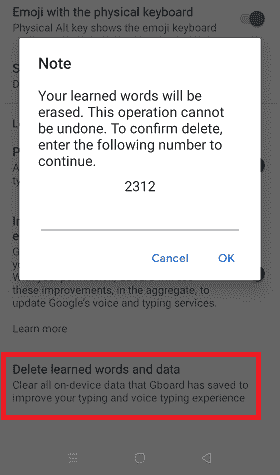 Emoji with the physical keyboard
Physical Alt key shows the emoji keyboard
Note
Your learned words will be
erased. This operation cannot
be undone. To confirm delete,
enter the following number to
continue.
2312
Cancel
OK
these improvements, in the aggregate, to
update Google's voice and typing services.
Learn more
Delete learned words and data
Clear all on-device data that Gboard has saved to
improve your typing and voice typing experience